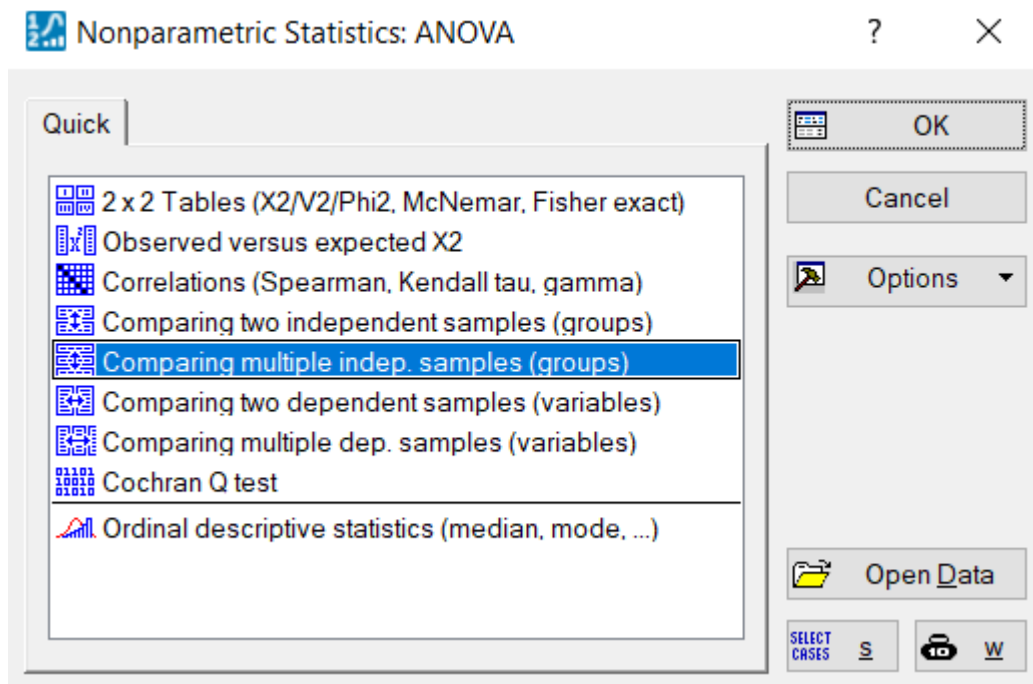 Nonparametric Statistics: ANOVA ? ×
Quick
2 x 2 Tables (X2/V2/Phi2, McNemar, Fisher exact)
Observed versus expected X2
Correlations (Spearman, Kendall tau, gamma)
Comparing two independent samples (groups)
Comparing multiple indep. samples (groups)
Comparing two dependent samples (variables)
Comparing multiple dep. samples (variables)
Cochran Q test
Ordinal descriptive statistics (median, mode, ...)
OK
Cancel
Options
Open Data
SELECT
CASES S
W